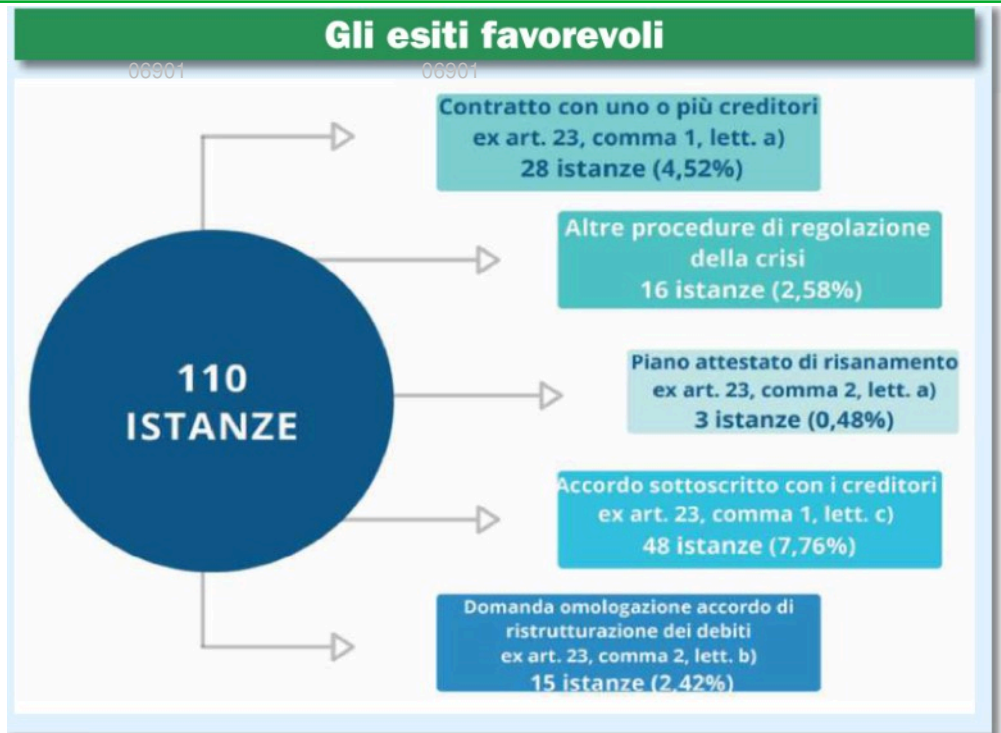 Gli esiti favorevoli
06901 06901
Contratto con uno o più creditori
ex art. 23, comma 1, lett. a)
28 istanze (4,52%)
Altre procedure di regolazione
della crisi
16 istanze (2,58%)
110
ISTANZE
Piano attestato di risanamento
ex art. 23, comma 2, lett. a)
3 istanze (0,48%)
Accordo sottoscritto con i creditori
ex art. 23, comma 1, lett. c)
48 istanze (7,76%)
Domanda omologazione accordo di
ristrutturazione dei debiti
ex art. 23, comma 2, lett. b)
15 istanze (2,42%)